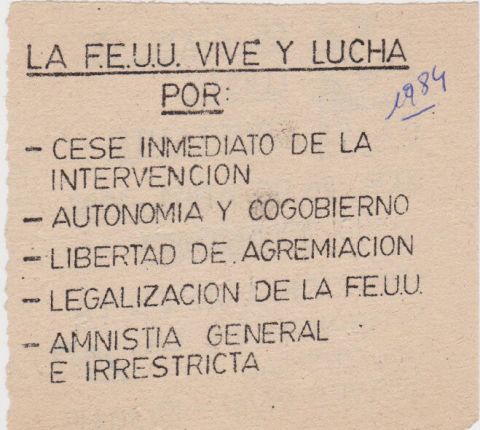 LA F.E.U.U. VIVE Y LUCHA
POR:
1984
- CESE INMEDIATO DE LA
INTERVENCION
- AUTONOMIA Y COGOBIERNO
- LIBERTAD DE AGREMIACION
- LEGALIZACION DE LA F.E.U.U.
- AMNISTIA GENERAL
E IRRESTRICTA